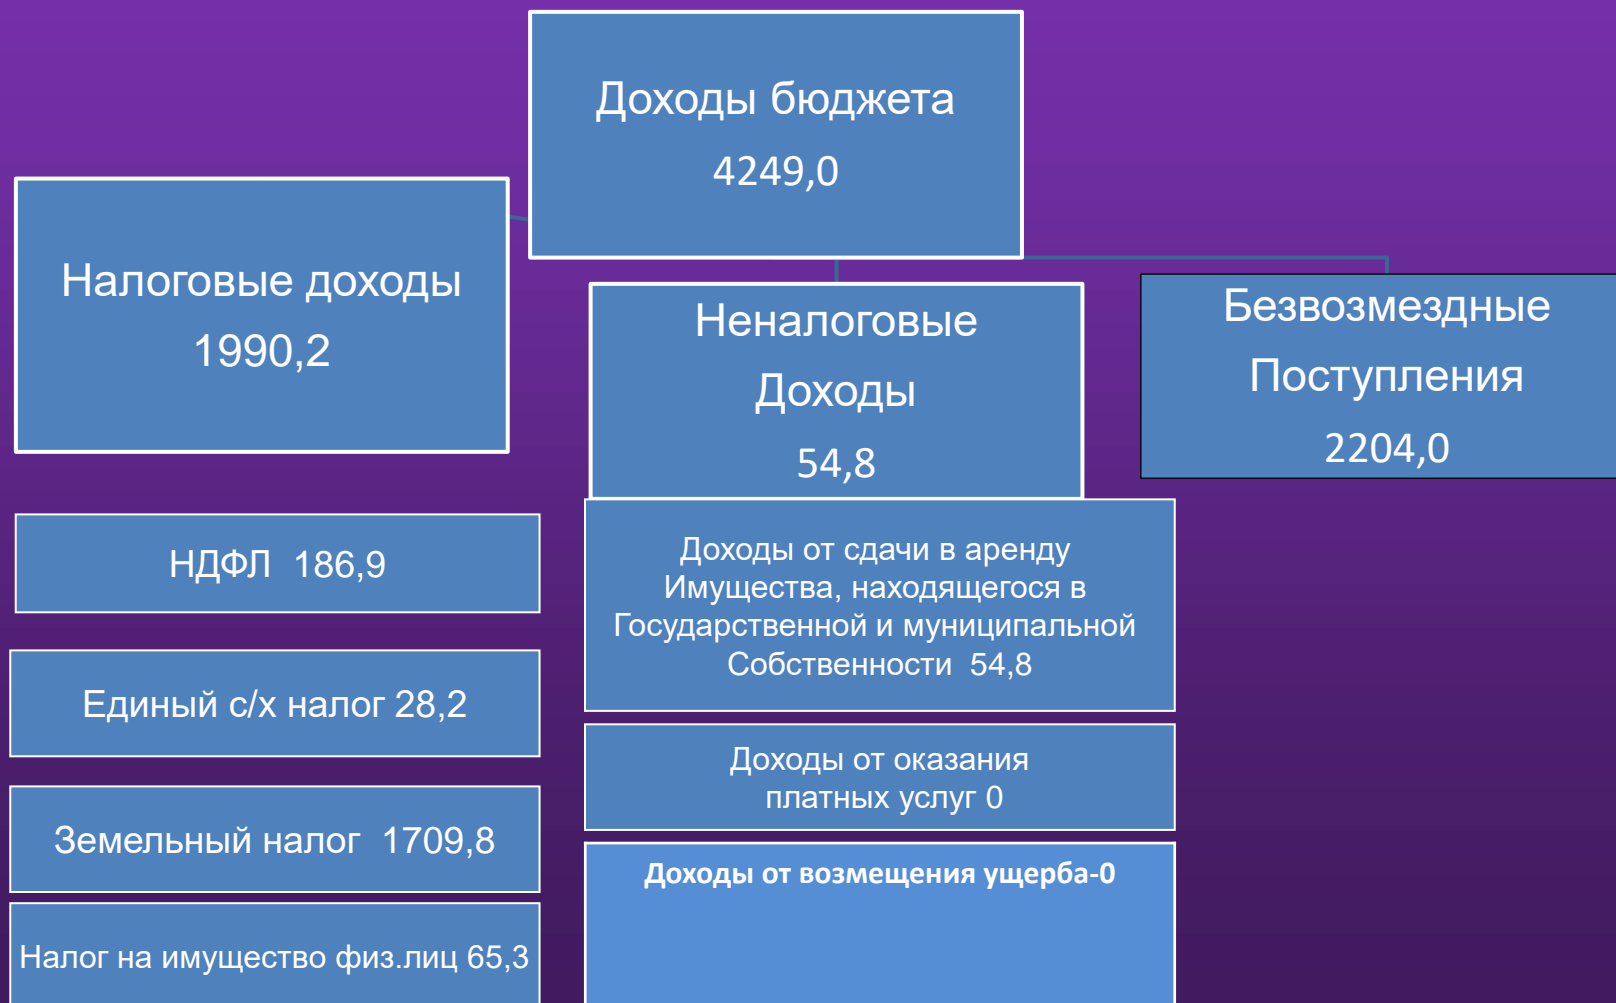 Доходы бюджета
4249,0
Налоговые доходы
1990,2
Неналоговые
Доходы
54,8
Безвозмездные
Поступления
2204,0
НДФЛ  186,9
Единый с/х налог 28,2
Земельный налог  1709,8
Налог на имущество физ.лиц 65,3
Доходы от сдачи в аренду
Имущества, находящегося в
Государственной и муниципальной
Собственности  54,8
Доходы от оказания
платных услуг 0
Доходы от возмещения ущерба-0